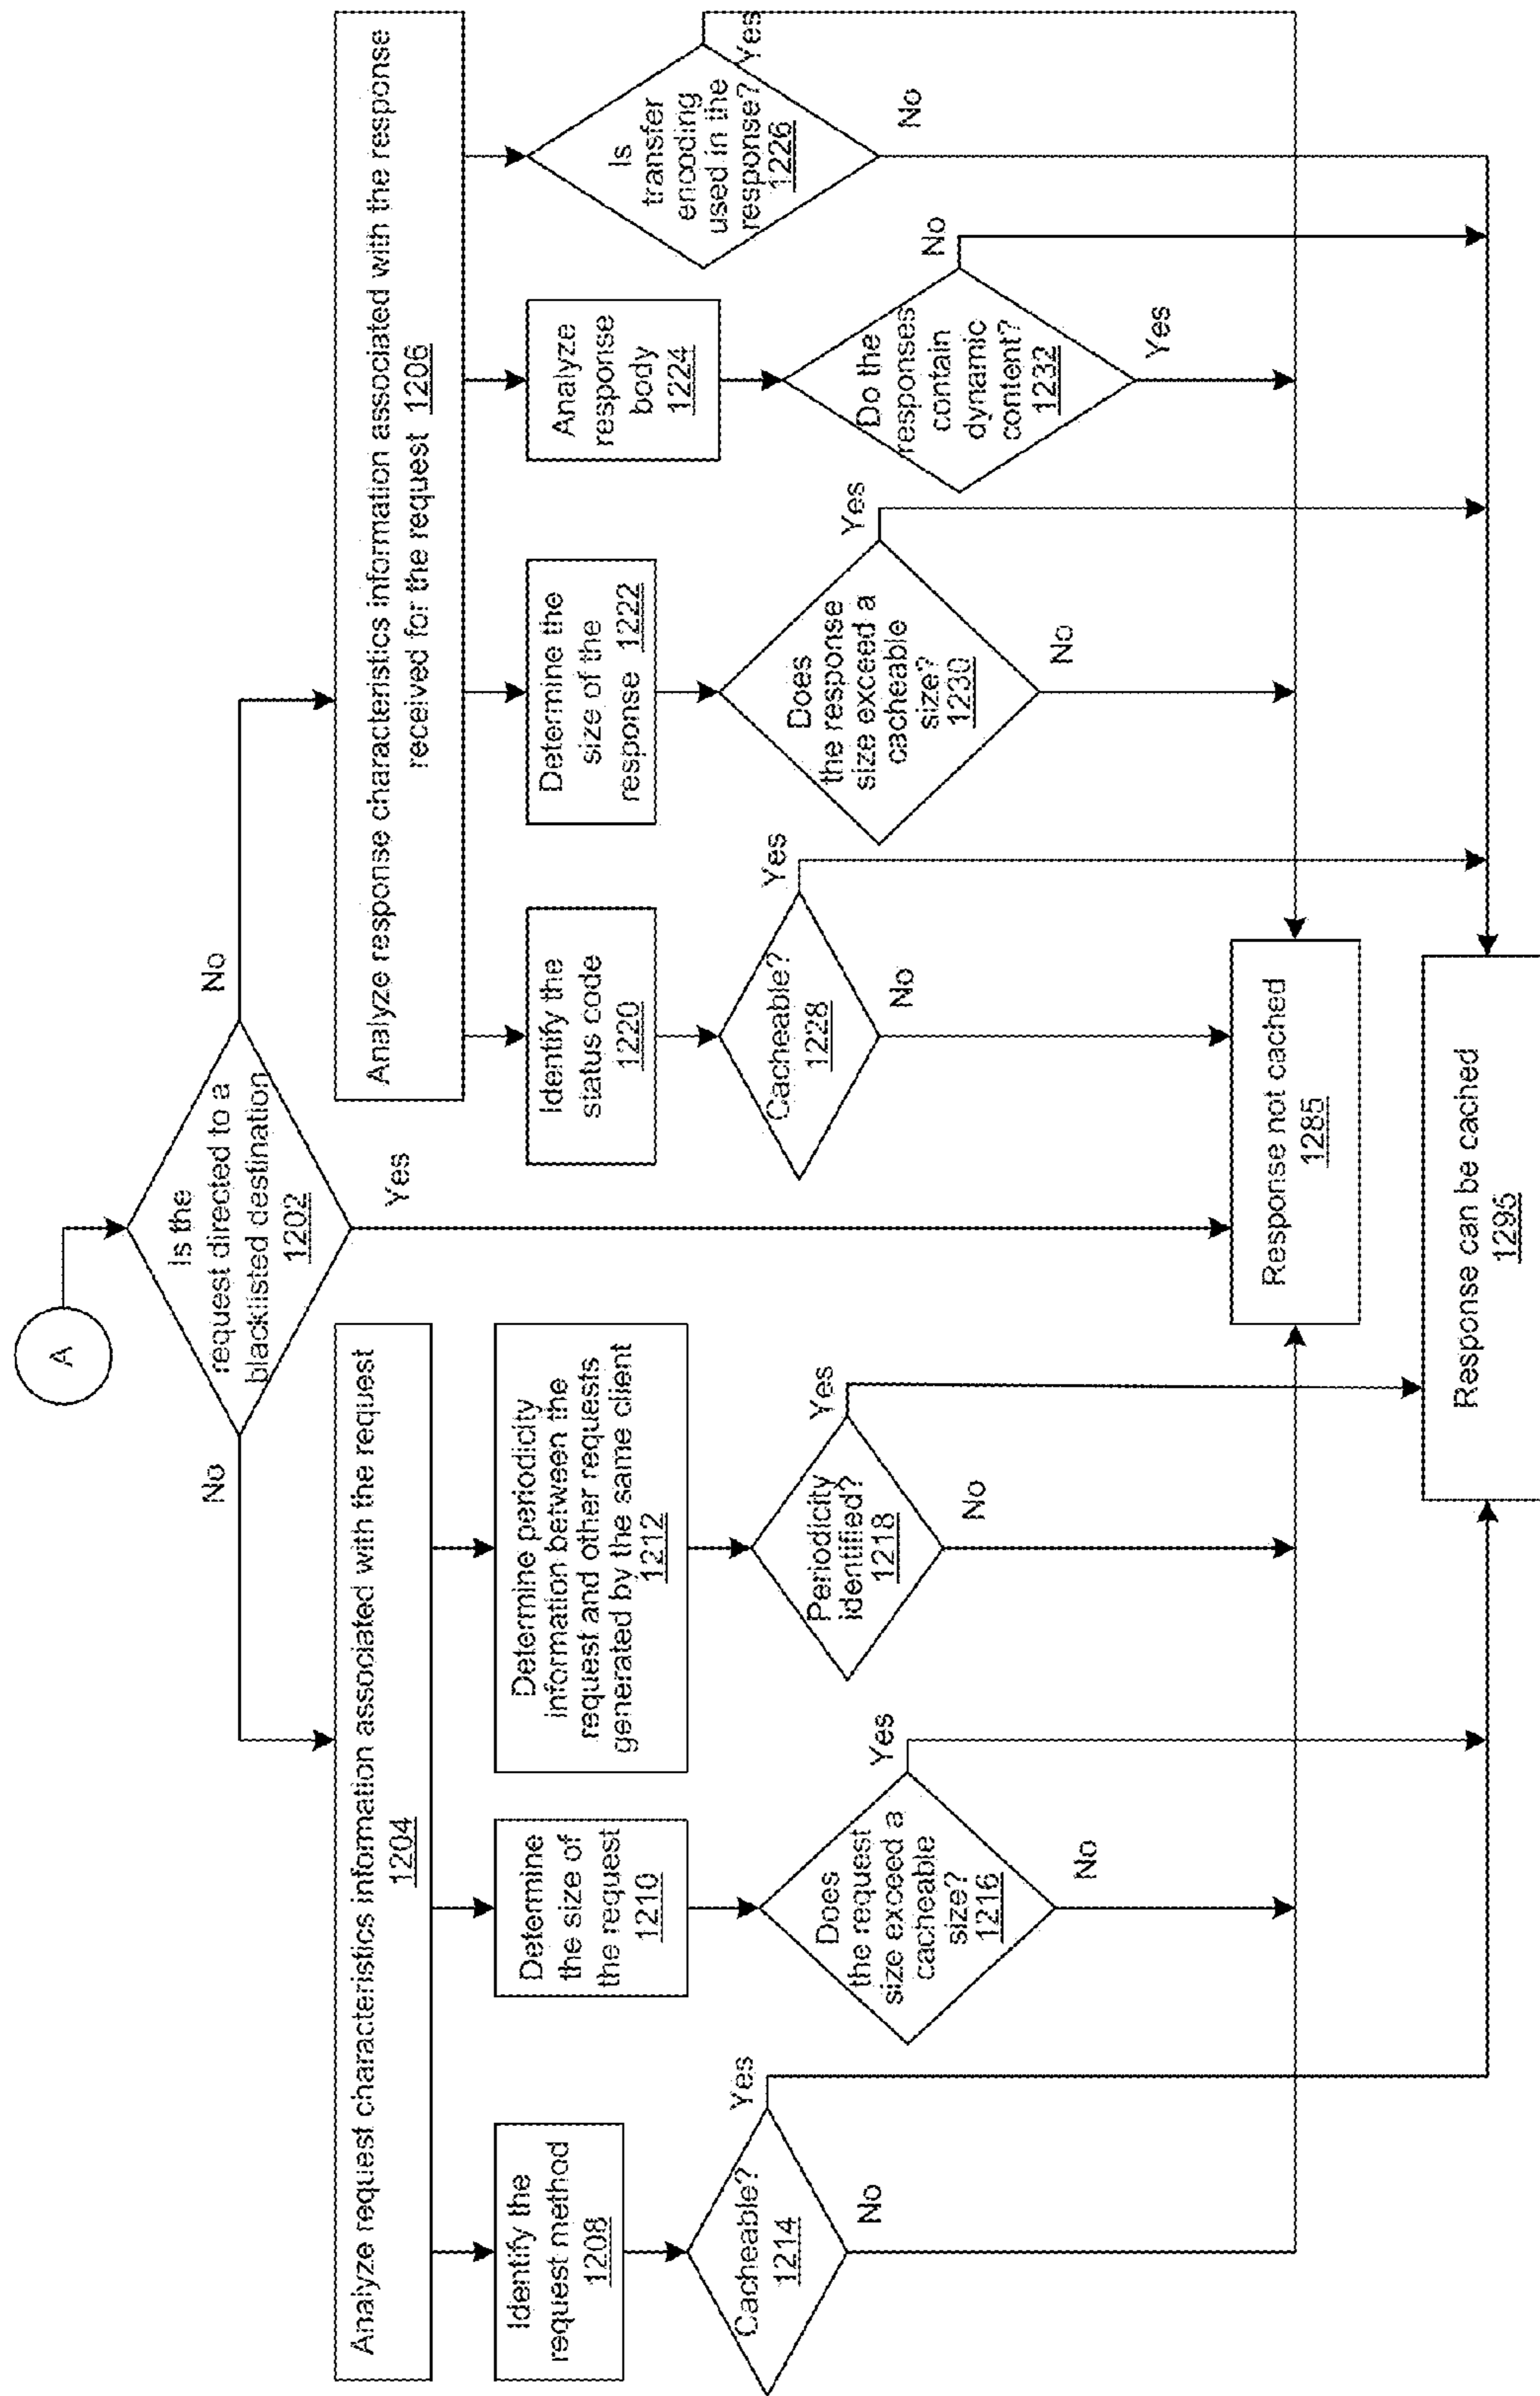 A
Is the
request directed to a
blacklisted destination
1202
No
No
Yes
Analyze request characteristics information associated with the request
1204
Analyze response characteristics information associated with the response
received for the request 1206
Identify the
request method
1208
Determine
the size of
the request
1210
Determine periodicity
information between the
request and other requests
generated by the same client
1212
Identify the
status code
1220
Determine the
size of the
response 1222
Analyze
response
body
1224
Is
transfer
encoding
used in the
response?
1226
Yes
No
Cacheable?
1214
Yes
No
Does
the request
size exceed a
cacheable
size?
1216
Yes
No
Periodicity
identified?
1218
Yes
No
Cacheable?
1228
Yes
No
Does
the response
size exceed a
cacheable
size?
1230
Yes
No
Do the
responses
contain
dynamic
content?
1232
No
Yes
Response not cached
1285
Response can be cached
1295